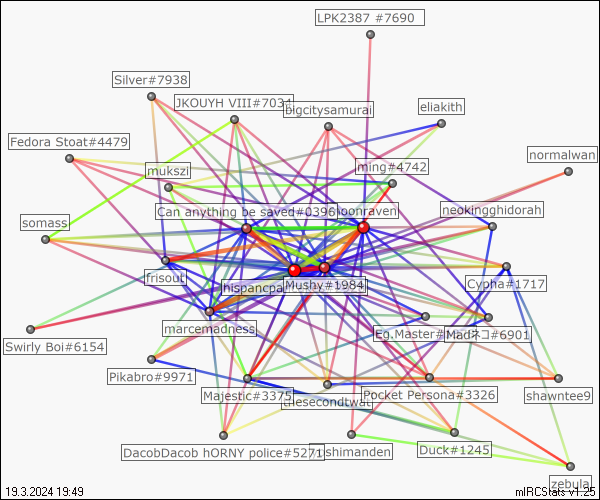 LPK2387 #7690
Silver#7938
JKOUYH VIII#7034
bigcitysamurai
eliakith
Fedora Stoat#4479
mukszi
ming#4742
normalwan
somass
Can anything be saved#0396
loonraven
neokingghidorah
frisout
hispancpa
Mushy#1984
Cypha#1717
marcemadness
Eg.Master#
Madネコ#6901
Swirly Boi#6154
Pikabro#9971
Majestic#3375
thesecondtwat
Pocket Persona#3326
shawntee9
DacobDacob hORNY police#5271
shimanden
Duck#1245
zebula
19.3.2024 19:49
mIRCStats v1.25